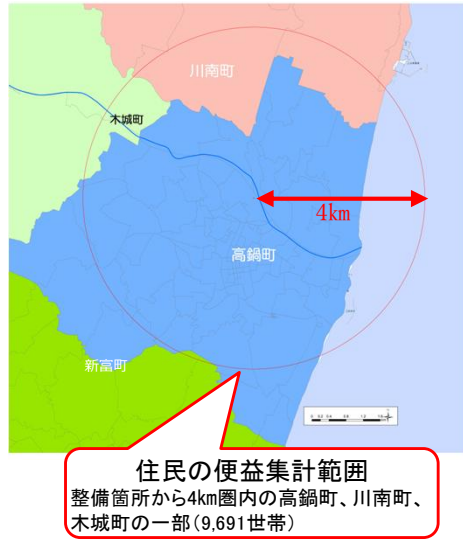 川南町
木城町
4km
高鍋町
新富町
住民の便益集計範囲
整備箇所から4km圏内の高鍋町、川南町、
木城町の一部（9,691世帯）